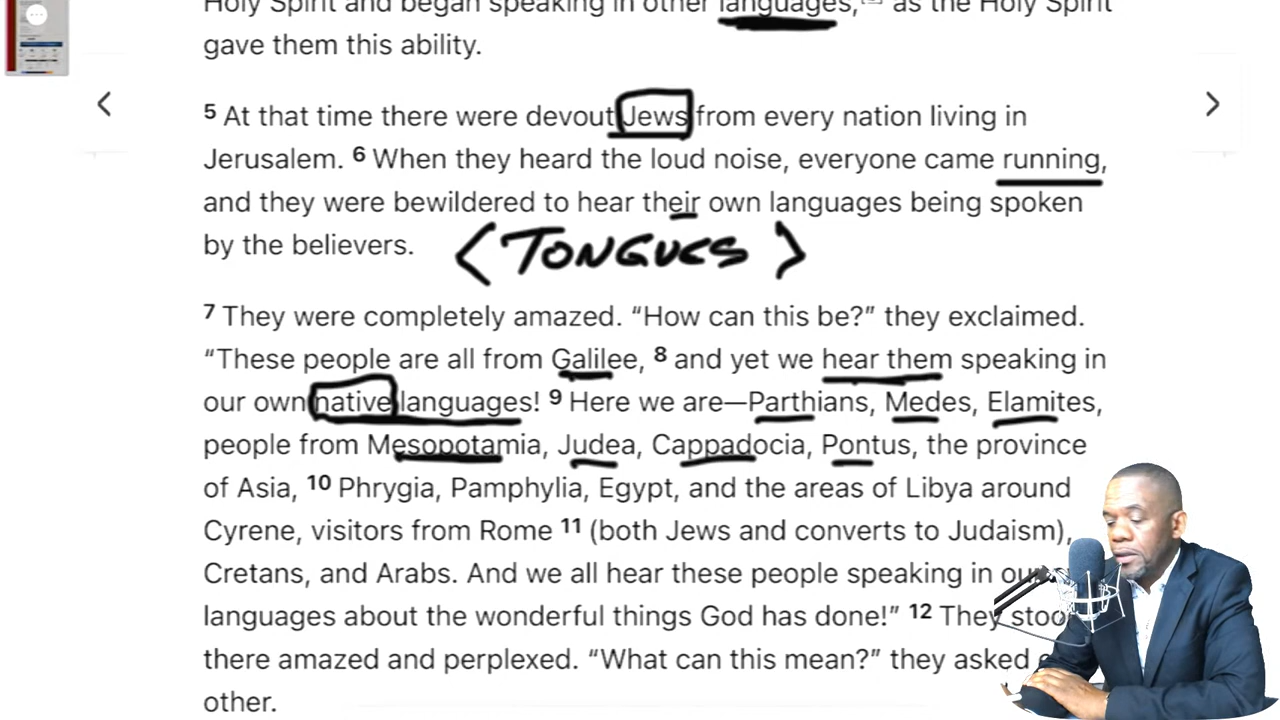 Holy Spirit and began speaking in other languages, as the Holy Spirit
gave them this ability.
5 At that time there were devout Jews from every nation living in
Jerusalem. 6 When they heard the loud noise, everyone came running,
and they were bewildered to hear their own languages being spoken
by the believers. <TONGUES>
7 They were completely amazed. “How can this be?” they exclaimed.
“These people are all from Galilee, 8 and yet we hear them speaking in
our own native languages! 9 Here we are—Parthians, Medes, Elamites,
people from Mesopotamia, Judea, Cappadocia, Pontus, the province
of Asia, 10 Phrygia, Pamphylia, Egypt, and the areas of Libya around
Cyrene, visitors from Rome 11 (both Jews and converts to Judaism),
Cretans, and Arabs. And we all hear these people speaking in our
languages about the wonderful things God has done!” 12 They stood
there amazed and perplexed. “What can this mean?” they asked
other.